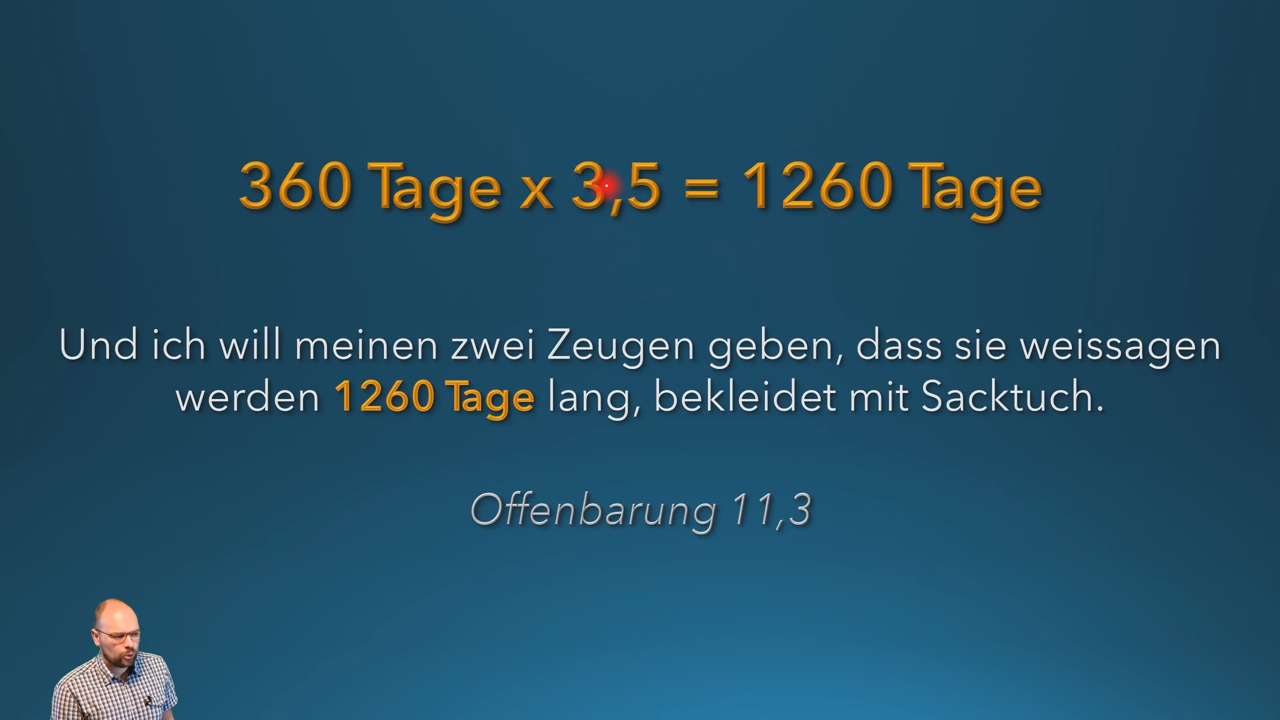 360 Tage x 3,5 = 1260 Tage
Und ich will meinen zwei Zeugen geben, dass sie weissagen
werden 1260 Tage lang, bekleidet mit Sacktuch.
Offenbarung 11,3